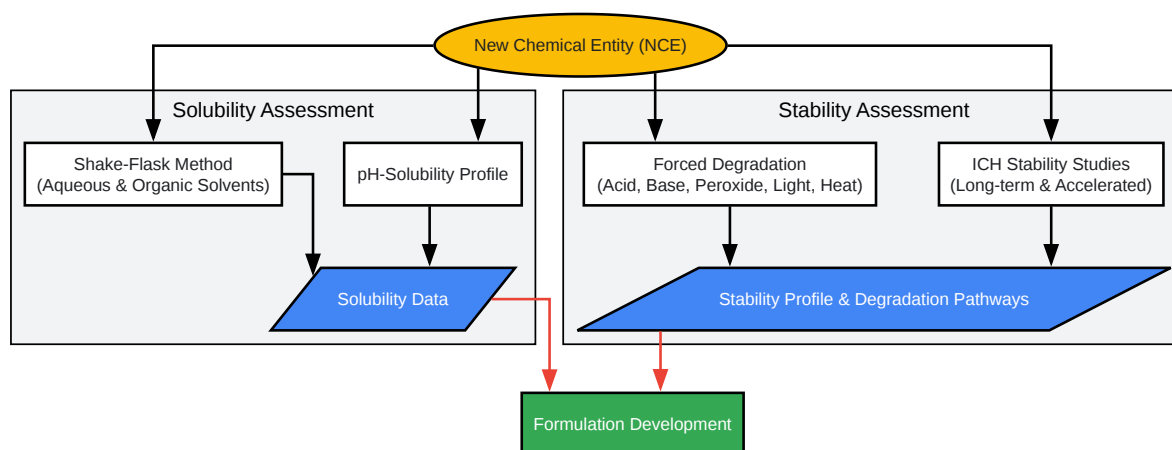 New Chemical Entity (NCE)
Solubility Assessment
Stability Assessment
Shake-Flask Method
(Aqueous & Organic Solvents)
pH-Solubility Profile
Forced Degradation
(Acid, Base, Peroxide, Light, Heat)
ICH Stability Studies
(Long-term & Accelerated)
Solubility Data
Stability Profile & Degradation Pathways
Formulation Development